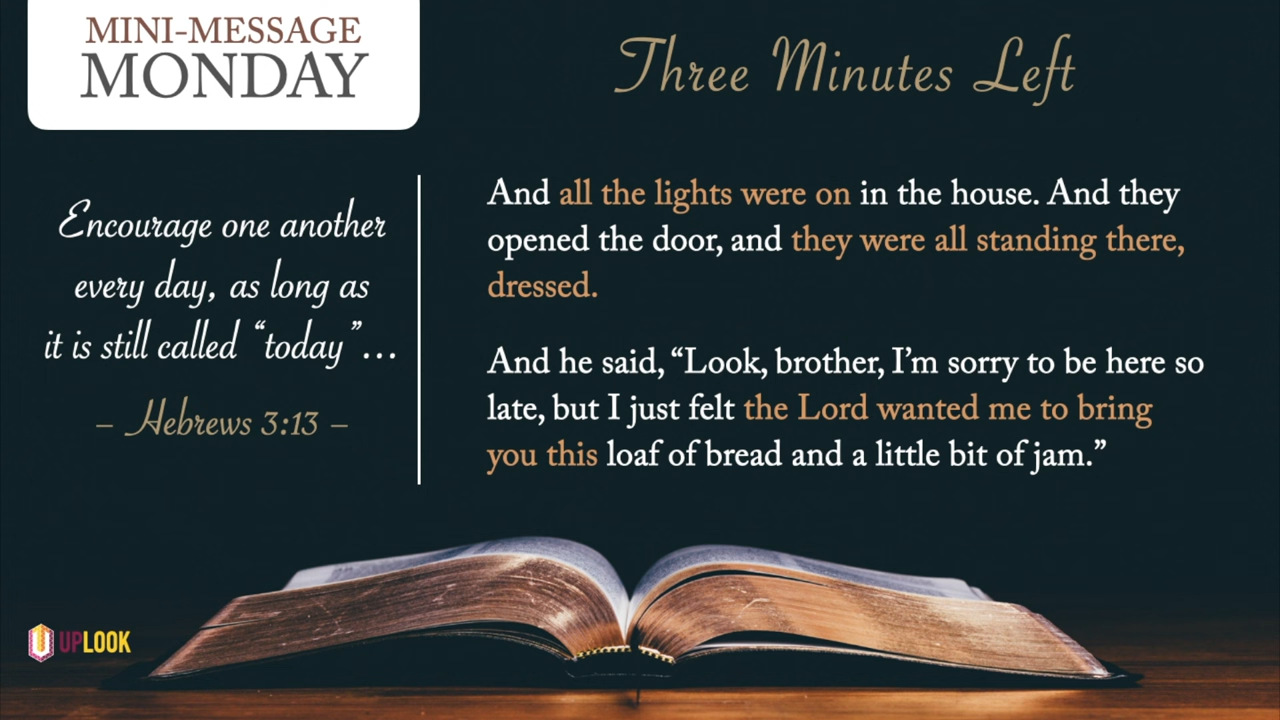 MINI-MESSAGE
MONDAY
Three Minutes Left
Encourage one another
every day, as long as
it is still called “today”...
– Hebrews 3:13 –
And all the lights were on in the house. And they
opened the door, and they were all standing there,
dressed.
And he said, “Look, brother, I’m sorry to be here so
late, but I just felt the Lord wanted me to bring
you this loaf of bread and a little bit of jam.”
UPLOOK